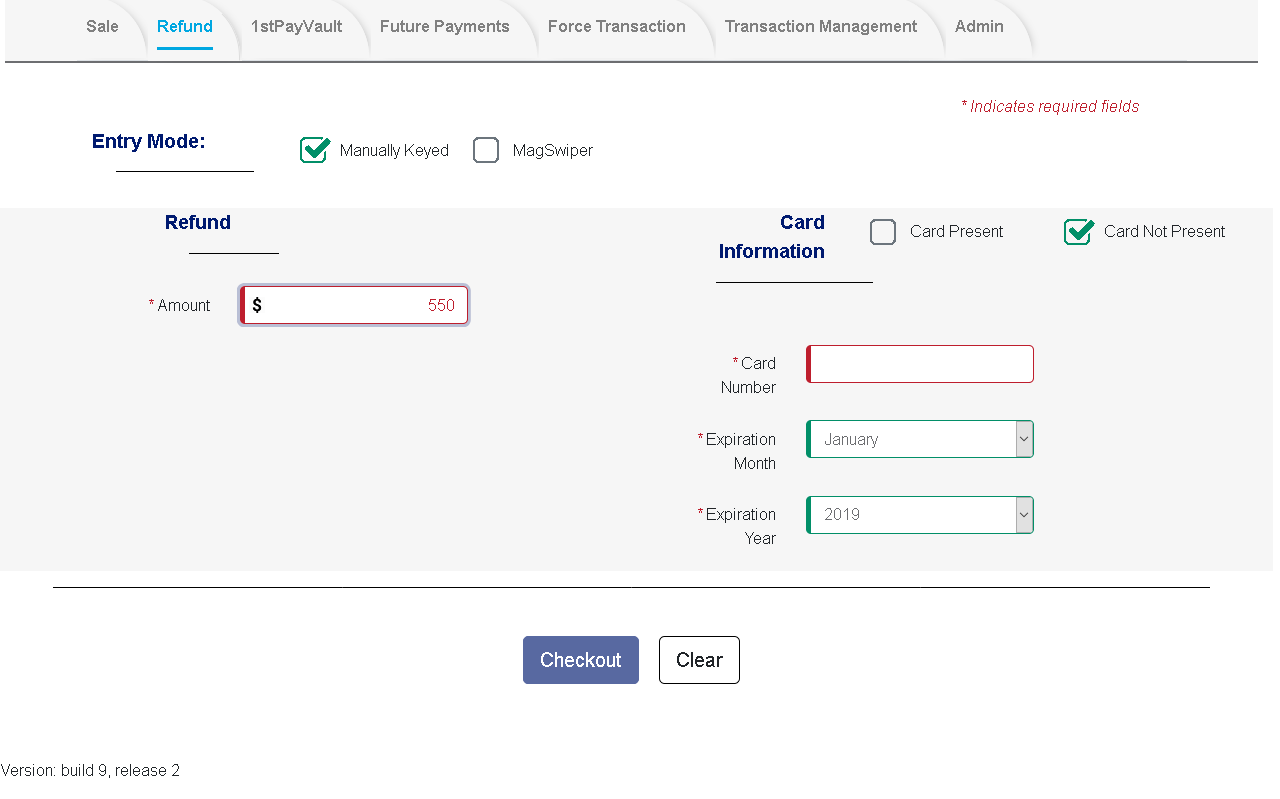 Sale Refund 1stPayVault Future Payments Force Transaction Transaction Management Admin
* Indicates required fields
Entry Mode:
Manually Keyed MagSwiper
Refund
* Amount $ 550
Card
Information
Card Present Card Not Present
* Card
Number
* Expiration
Month
January
* Expiration
Year
2019
Checkout Clear
Version: build 9, release 2